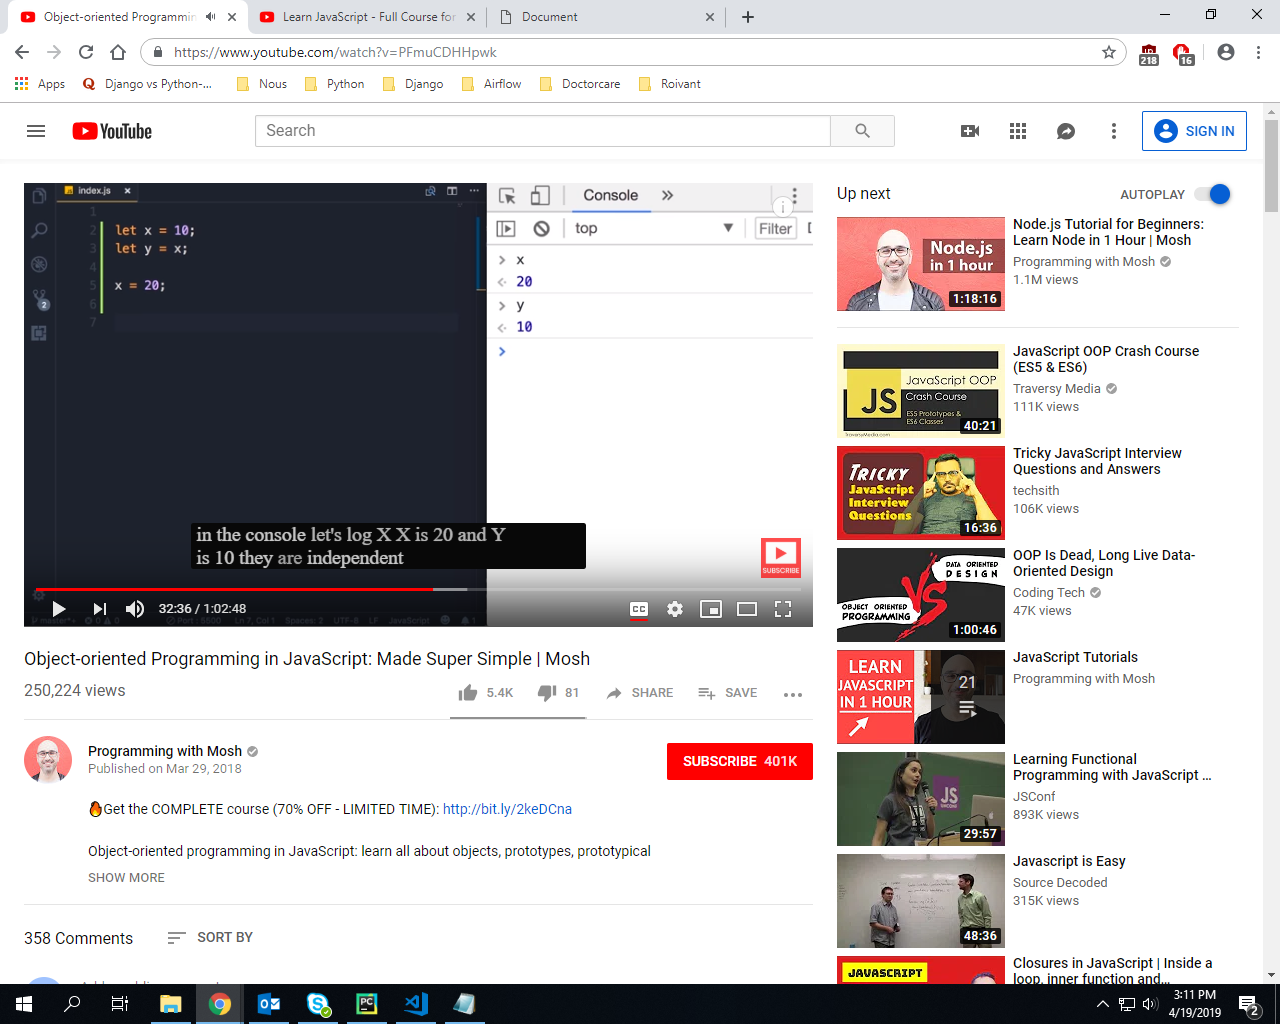 Object-oriented Programmin
Learn JavaScript - Full Course for
Document
https://www.youtube.com/watch?v=PFmuCDHHpwk
218
16
Apps
Django vs Python-...
Nous
Python
Django
Airflow
Doctorcare
Roivant
YouTube
Search
SIGN IN
index.js
1
2 let x = 10;
3 let y = x;
4
5 x = 20;
6
7
2
Console
top
Filter
x
20
y
10
in the console let's log X X is 20 and Y
is 10 they are independent
SUBSCRIBE
32:36 / 1:02:48
CC
Object-oriented Programming in JavaScript: Made Super Simple | Mosh
250,224 views
5.4K
81
SHARE
SAVE
Programming with Mosh
Published on Mar 29, 2018
SUBSCRIBE 401K
Get the COMPLETE course (70% OFF - LIMITED TIME): http://bit.ly/2keDCna
Object-oriented programming in JavaScript: learn all about objects, prototypes, prototypical
SHOW MORE
358 Comments
SORT BY
Up next
AUTOPLAY
Node.js
in 1 hour
1:18:16
Node.js Tutorial for Beginners:
Learn Node in 1 Hour | Mosh
Programming with Mosh
1.1M views
JavaScript OOP
JS
Crash Course
ES5 Prototypes &
ES6 Classes
TraversyMedia.com
40:21
JavaScript OOP Crash Course
(ES5 & ES6)
Traversy Media
111K views
TRICKY
JavaScript
Interview
Questions
16:36
Tricky JavaScript Interview
Questions and Answers
techsith
106K views
DATA ORIENTED
DESIGN
VS
OBJECT ORIENTED
PROGRAMMING
1:00:46
OOP Is Dead, Long Live Data-
Oriented Design
Coding Tech
47K views
LEARN
JAVASCRIPT
IN 1 HOUR
21
JavaScript Tutorials
Programming with Mosh
JS
29:57
Learning Functional
Programming with JavaScript ...
JSConf
893K views
48:36
Javascript is Easy
Source Decoded
315K views
JAVASCRIPT
Closures in JavaScript | Inside a
loop, inner function and...
3:11 PM
4/19/2019
2